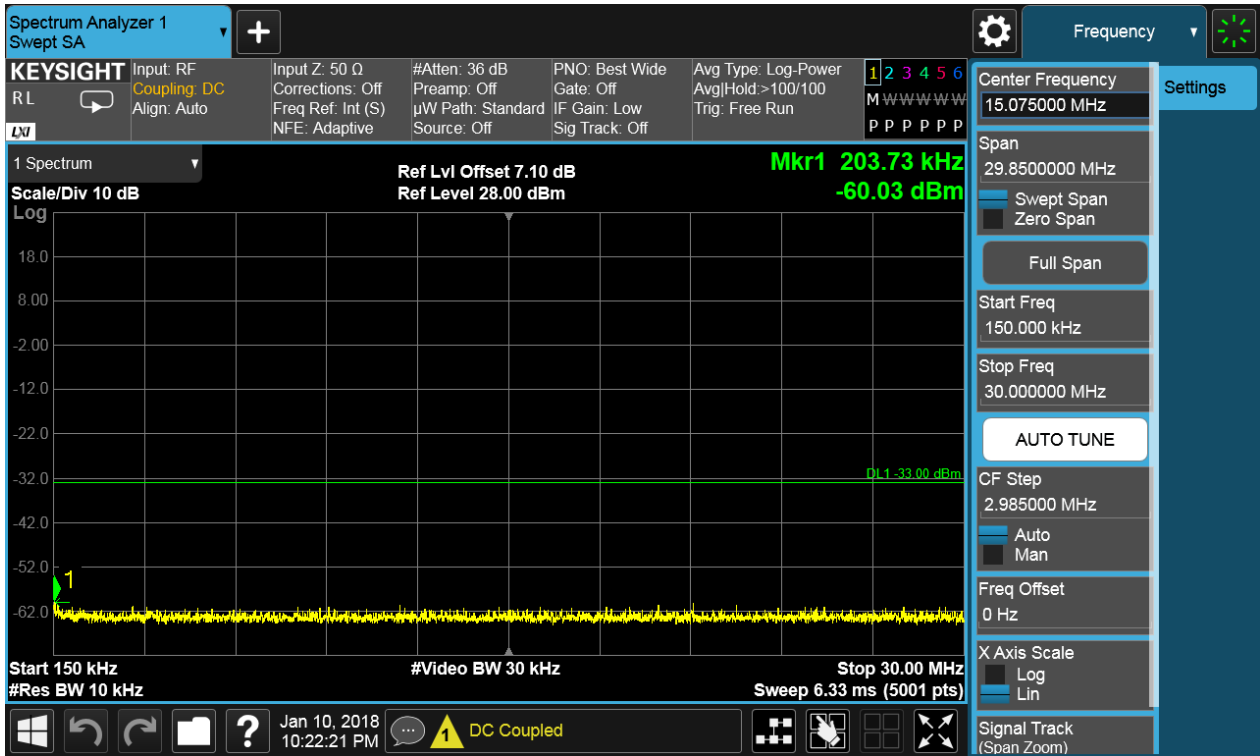 Spectrum Analyzer 1
Swept SA
+
Frequency
KEYSIGHT
RL
LXI
Input: RF
Coupling: DC
Align: Auto
Input Z: 50 Ω
Corrections: Off
Freq Ref: Int (S)
NFE: Adaptive
#Atten: 36 dB
Preamp: Off
µW Path: Standard
Source: Off
PNO: Best Wide
Gate: Off
IF Gain: Low
Sig Track: Off
Avg Type: Log-Power
Avg|Hold:>100/100
Trig: Free Run
1 2 3 4 5 6
M W W W W W
P P P P P P
1 Spectrum
Scale/Div 10 dB
Log
Ref Lvl Offset 7.10 dB
Ref Level 28.00 dBm
Mkr1 203.73 kHz
-60.03 dBm
18.0
8.00
-2.00
-12.0
-22.0
-32.0
-42.0
-52.0
-62.0
DL1 -33.00 dBm
1
Start 150 kHz
#Res BW 10 kHz
#Video BW 30 kHz
Stop 30.00 MHz
Sweep 6.33 ms (5001 pts)
?
Jan 10, 2018
10:22:21 PM
1
DC Coupled
Center Frequency
15.075000 MHz
Span
29.8500000 MHz
Swept Span
Zero Span
Full Span
Start Freq
150.000 kHz
Stop Freq
30.000000 MHz
AUTO TUNE
CF Step
2.985000 MHz
Auto
Man
Freq Offset
0 Hz
X Axis Scale
Log
Lin
Signal Track
(Span Zoom)
Settings